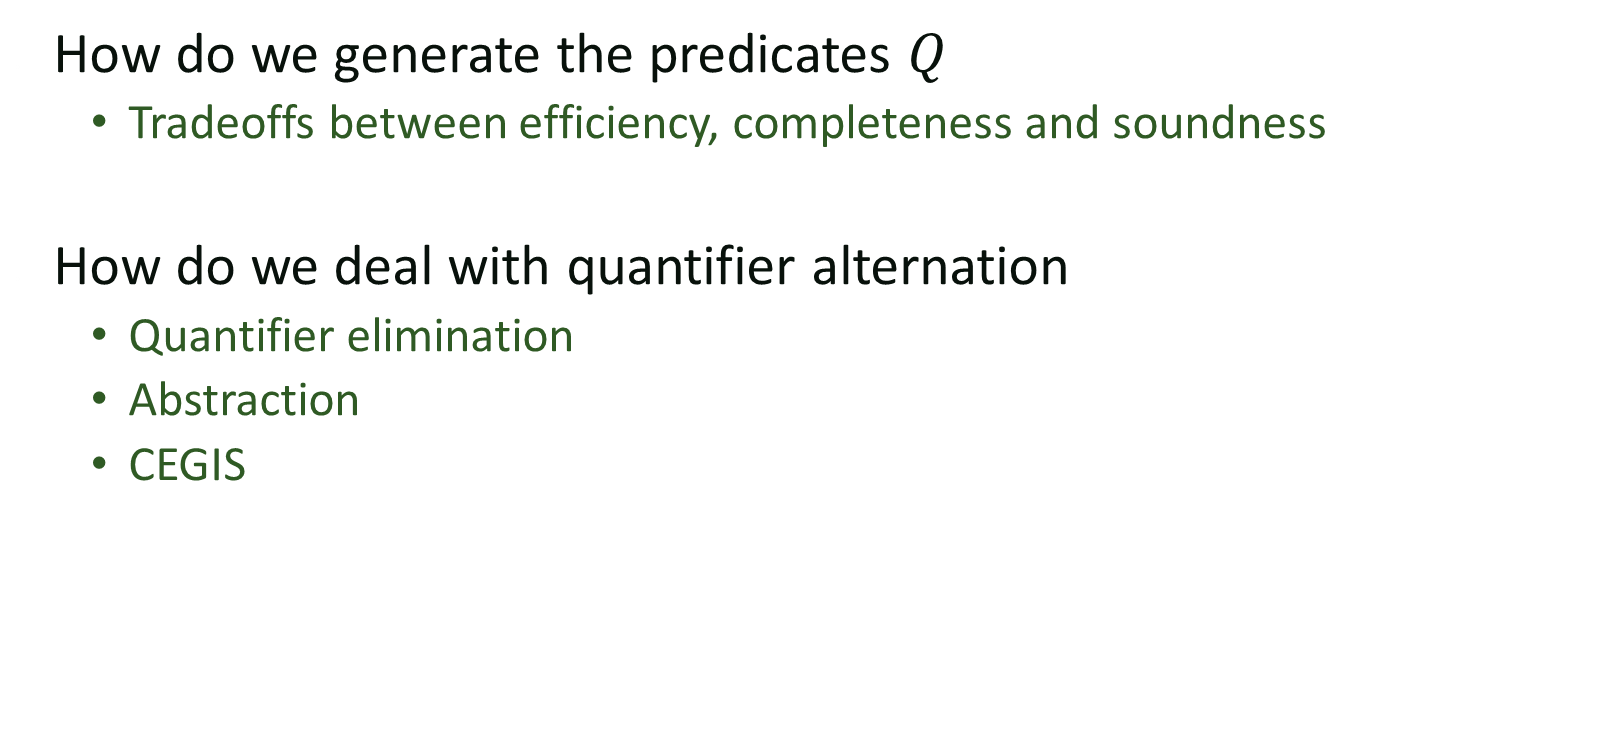 How do we generate the predicates Q
• Tradeoffs between efficiency, completeness and soundness
How do we deal with quantifier alternation
• Quantifier elimination
• Abstraction
• CEGIS